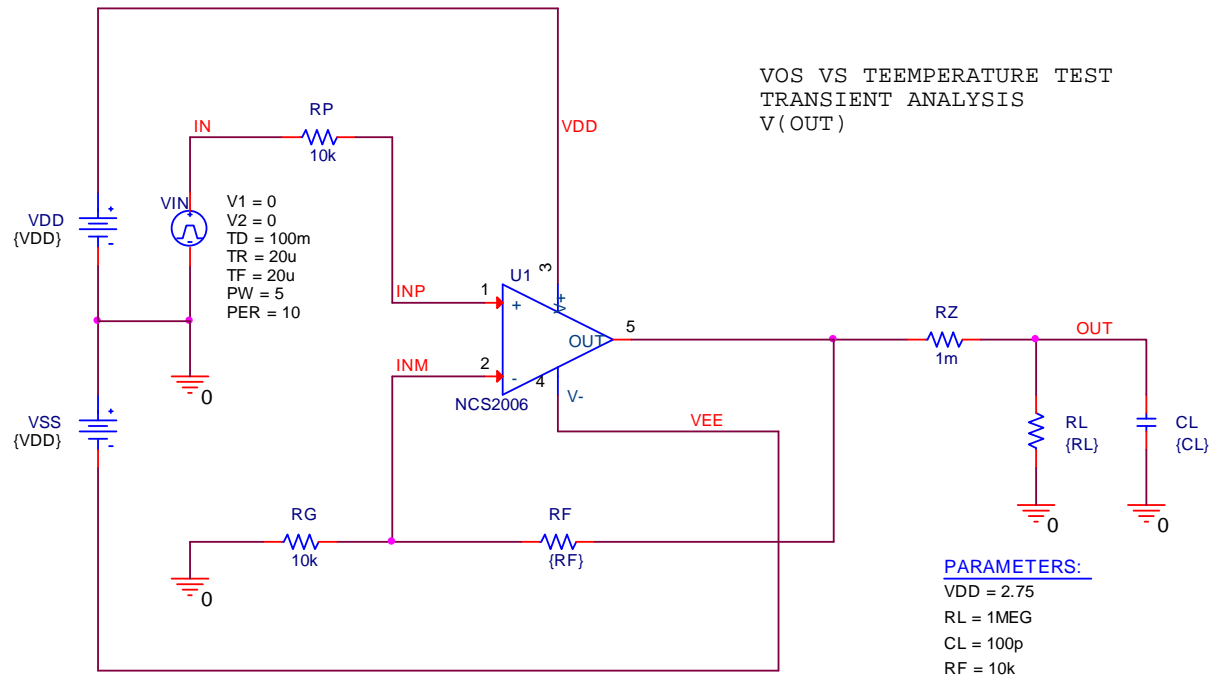 VOS VS TEEMPERATURE TEST
TRANSIENT ANALYSIS
V(OUT)
RP
10k
IN
VDD
VDD
{VDD}
+
-
VIN
+
-
V1 = 0
V2 = 0
TD = 100m
TR = 20u
TF = 20u
PW = 5
PER = 10
0
U1
3
V+
INP
1
+
INM
2
-
OUT
5
4
V-
NCS2006
VEE
RZ
1m
OUT
VSS
{VDD}
+
-
RL
{RL}
CL
{CL}
0
0
RG
10k
RF
{RF}
0
PARAMETERS:
VDD = 2.75
RL = 1MEG
CL = 100p
RF = 10k